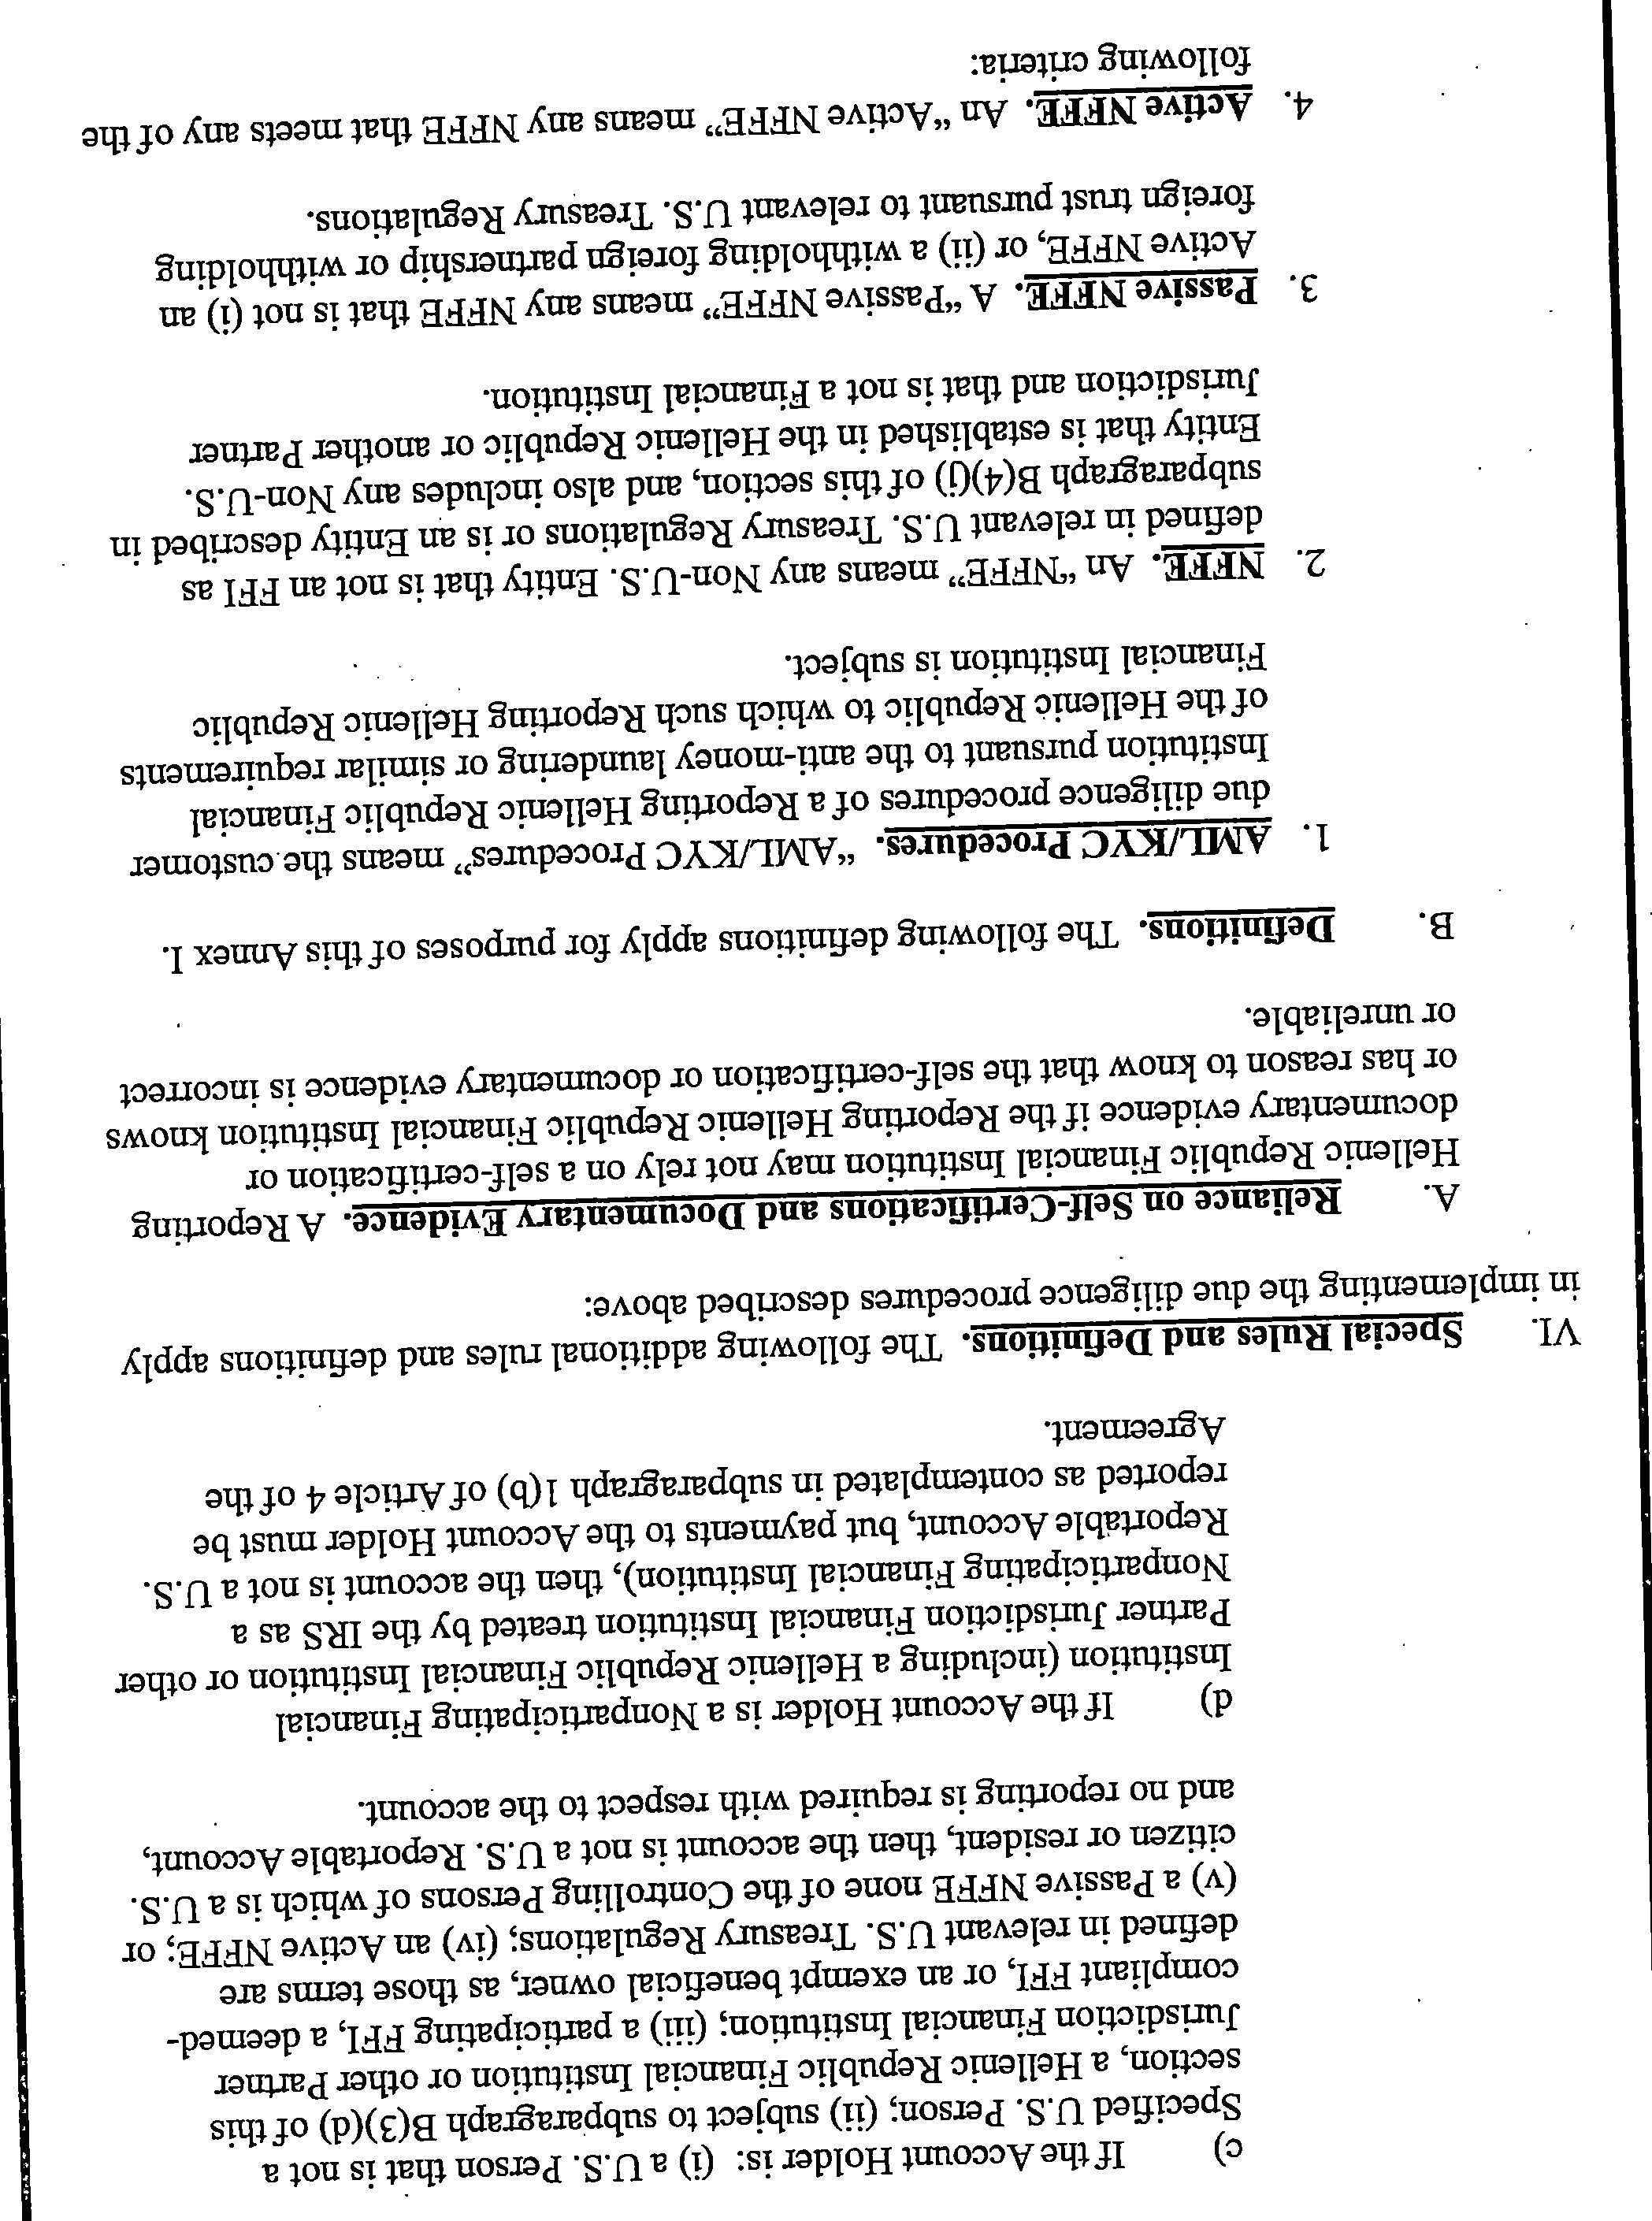 c) If the Account Holder is: (i) a U.S. Person that is not a
Specified U.S. Person; (ii) subject to subparagraph B(3)(d) of this
section, a Hellenic Republic Financial Institution or other Partner
Jurisdiction Financial Institution; (iii) a participating FFI, a deemed-
compliant FFI, or an exempt beneficial owner, as those terms are
defined in relevant U.S. Treasury Regulations; (iv) an Active NFFE; or
(v) a Passive NFFE none of the Controlling Persons of which is a U.S.
citizen or resident, then the account is not a U.S. Reportable Account,
and no reporting is required with respect to the account.
d) If the Account Holder is a Nonparticipating Financial
Institution (including a Hellenic Republic Financial Institution or other
Partner Jurisdiction Financial Institution treated by the IRS as a
Nonparticipating Financial Institution), then the account is not a U.S.
Reportable Account, but payments to the Account Holder must be
reported as contemplated in subparagraph 1(b) of Article 4 of the
Agreement.
VI. Special Rules and Definitions. The following additional rules and definitions apply
in implementing the due diligence procedures described above:
A. Reliance on Self-Certifications and Documentary Evidence. A Reporting
Hellenic Republic Financial Institution may not rely on a self-certification or
documentary evidence if the Reporting Hellenic Republic Financial Institution knows
or has reason to know that the self-certification or documentary evidence is incorrect
or unreliable.
B. Definitions. The following definitions apply for purposes of this Annex I.
1. AML/KYC Procedures. “AML/KYC Procedures” means the customer
due diligence procedures of a Reporting Hellenic Republic Financial
Institution pursuant to the anti-money laundering or similar requirements
of the Hellenic Republic to which such Reporting Hellenic Republic
Financial Institution is subject.
2. NFFE. An “NFFE” means any Non-U.S. Entity that is not an FFI as
defined in relevant U.S. Treasury Regulations or is an Entity described in
subparagraph B(4)(j) of this section, and also includes any Non-U.S.
Entity that is established in the Hellenic Republic or another Partner
Jurisdiction and that is not a Financial Institution.
3. Passive NFFE. A “Passive NFFE” means any NFFE that is not (i) an
Active NFFE, or (ii) a withholding foreign partnership or withholding
foreign trust pursuant to relevant U.S. Treasury Regulations.
4. Active NFFE. An “Active NFFE” means any NFFE that meets any of the
following criteria: